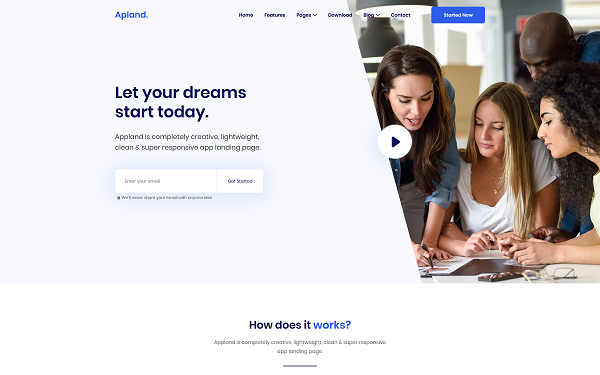 Apland.
Home Features Pages Download Blog Contact Started Now
Let your dreams
start today.
Appland is completely creative, lightweight,
clean & super responsive app landing page.
Enter your email Get Started
We'll never share your email with anyone else.
How does it works?
Appland is completely creative, lightweight, clean & super responsive
app landing page.